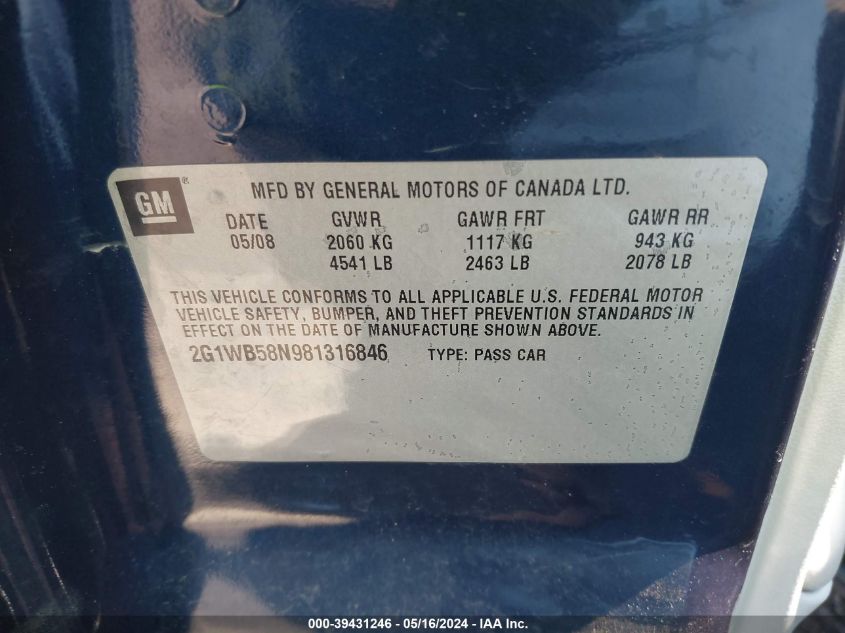 GM ®
MFD BY GENERAL MOTORS OF CANADA LTD.
DATE GVWR GAWR FRT GAWR RR
05/08 2060 KG 1117 KG 943 KG
4541 LB 2463 LB 2078 LB
THIS VEHICLE CONFORMS TO ALL APPLICABLE U.S. FEDERAL MOTOR
VEHICLE SAFETY, BUMPER, AND THEFT PREVENTION STANDARDS IN
EFFECT ON THE DATE OF MANUFACTURE SHOWN ABOVE.
2G1WB58N981316846 TYPE: PASS CAR
000-39431246 - 05/16/2024 - IAA Inc.